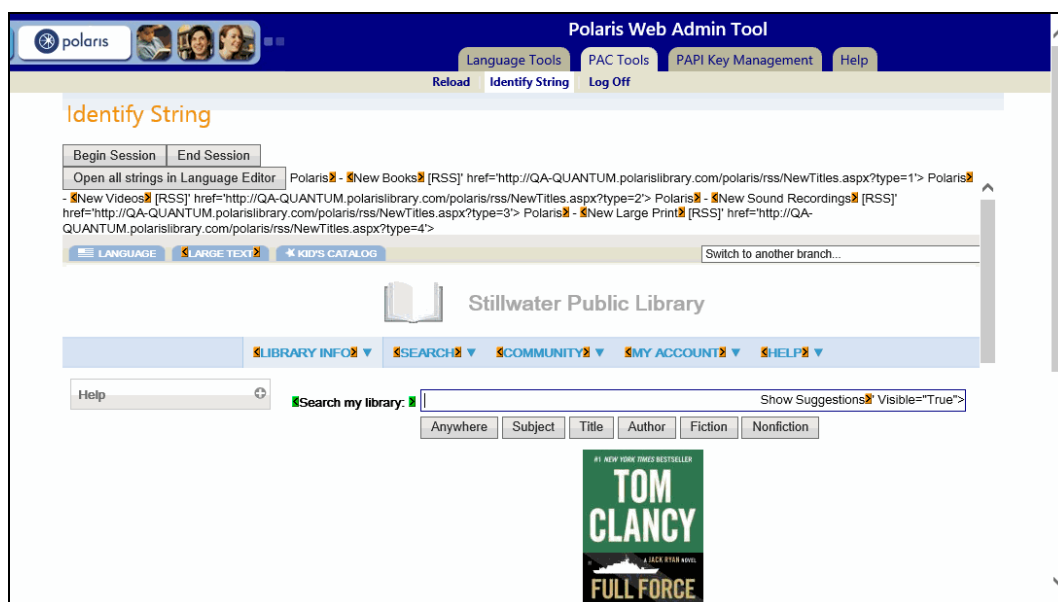 polaris
Polaris Web Admin Tool
Language Tools PAC Tools PAPI Key Management Help
Reload Identify String Log Off
Identify String
Begin Session End Session
Open all strings in Language Editor Polaris> - <New Books> [RSS]' href='http://QA-QUANTUM.polarislibrary.com/polaris/rss/NewTitles.aspx?type=1'> Polaris>
- <New Videos> [RSS]' href='http://QA-QUANTUM.polarislibrary.com/polaris/rss/NewTitles.aspx?type=2'> Polaris> - <New Sound Recordings> [RSS]'
href='http://QA-QUANTUM.polarislibrary.com/polaris/rss/NewTitles.aspx?type=3'> Polaris> - <New Large Print> [RSS]' href='http://QA-
QUANTUM.polarislibrary.com/polaris/rss/NewTitles.aspx?type=4'>
LANGUAGE <LARGE TEXT> KID'S CATALOG Switch to another branch...
Stillwater Public Library
<LIBRARY INFO> ▼ <SEARCH> ▼ <COMMUNITY> ▼ <MY ACCOUNT> ▼ <HELP> ▼
Help
<Search my library: > Show Suggestions>' Visible="True">
Anywhere Subject Title Author Fiction Nonfiction
#1 NEW YORK TIMES BESTSELLER
TOM
CLANCY
A JACK RYAN NOVEL
FULL FORCE